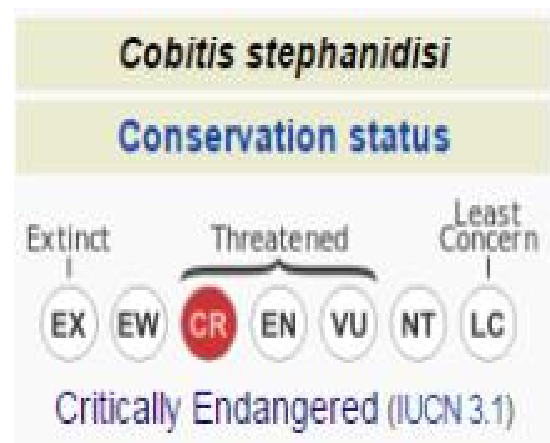 Cobitis stephanidisi
Conservation status
Extinct Threatened Least Concern
EX EW CR EN VU NT LC
Critically Endangered (IUCN 3.1)